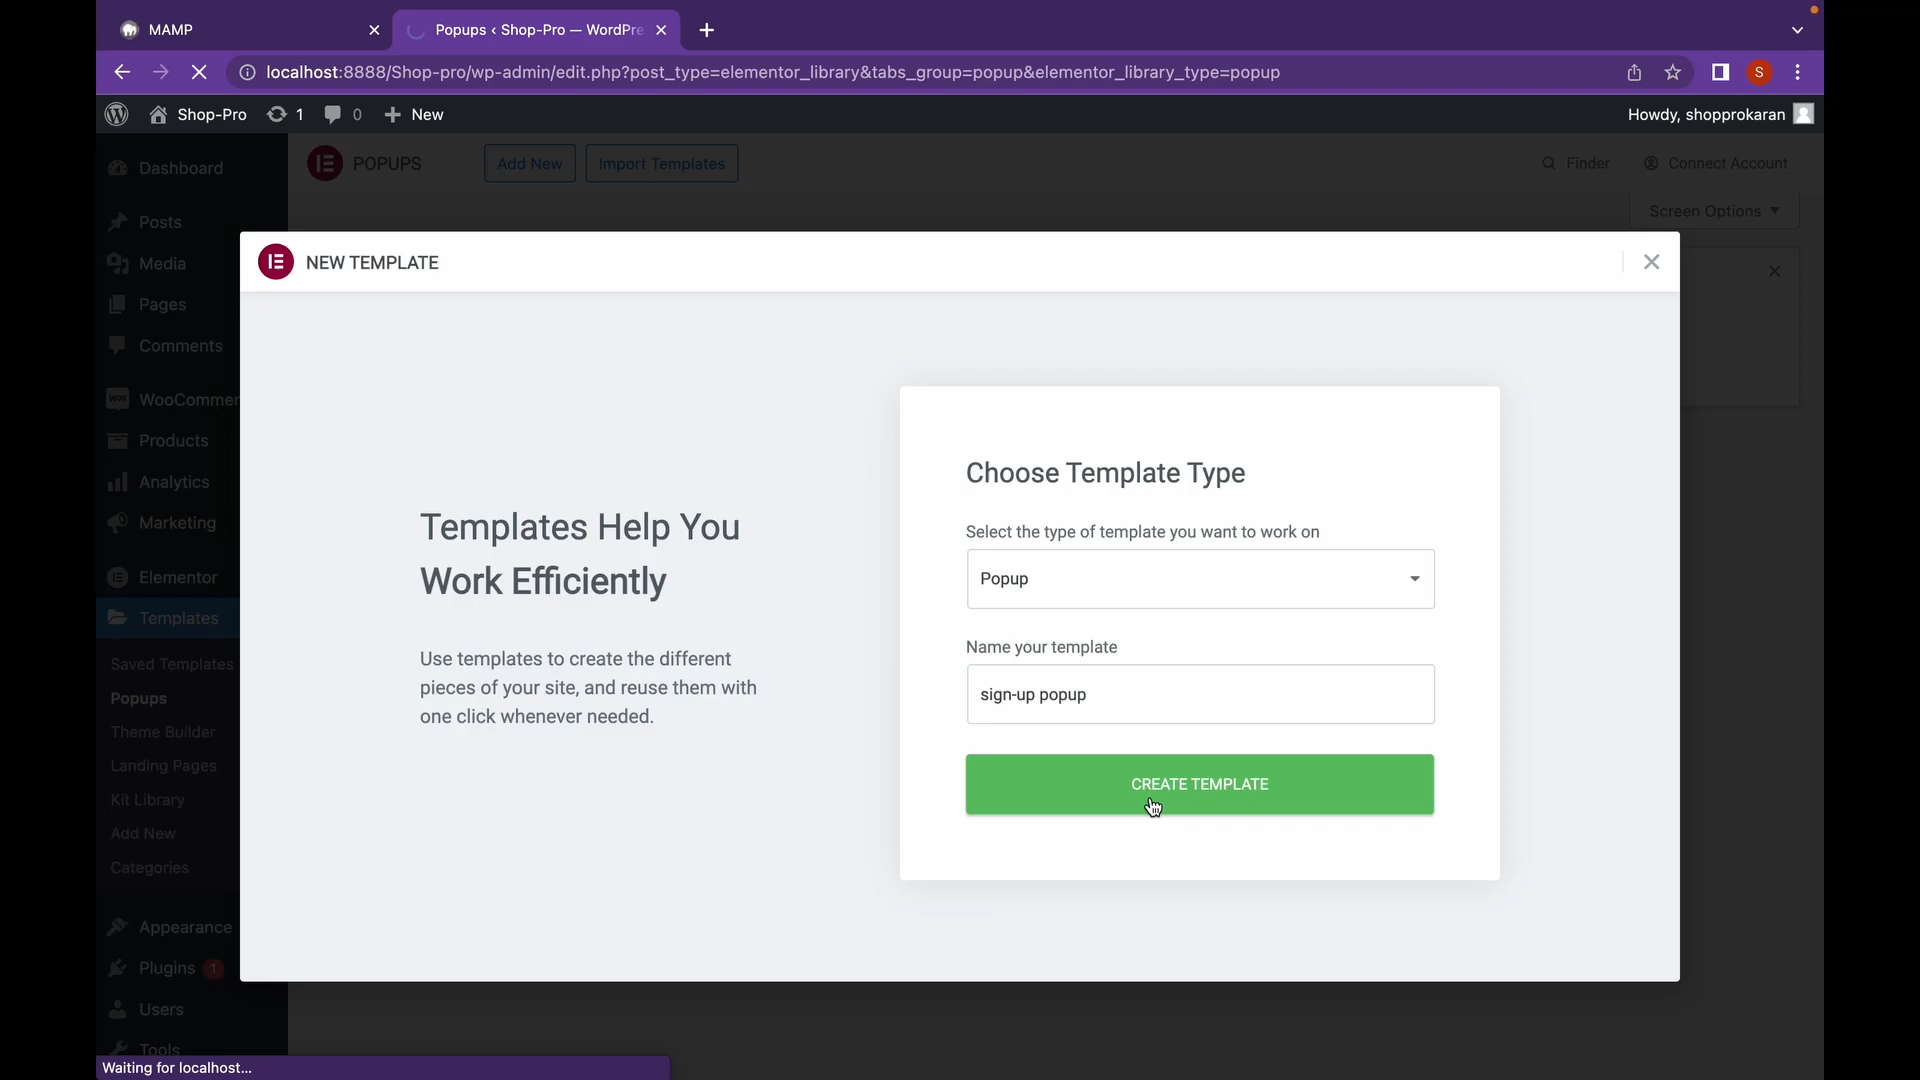 MAMP
Popups ‹ Shop-Pro — WordPre
localhost:8888/Shop-pro/wp-admin/edit.php?post_type=elementor_library&tabs_group=popup&elementor_library_type=popup
S
Shop-Pro
1
0
New
Howdy, shopprokaran
POPUPS
Add New
Import Templates
Finder
Connect Account
Screen Options
Dashboard
Posts
Media
Pages
Comments
WooCommer
Products
Analytics
Marketing
Elementor
Templates
Saved Templates
Popups
Theme Builder
Landing Pages
Kit Library
Add New
Categories
Appearance
Plugins 1
Users
Tools
NEW TEMPLATE
Templates Help You
Work Efficiently
Use templates to create the different
pieces of your site, and reuse them with
one click whenever needed.
Choose Template Type
Select the type of template you want to work on
Popup
Name your template
sign-up popup
CREATE TEMPLATE
Waiting for localhost...